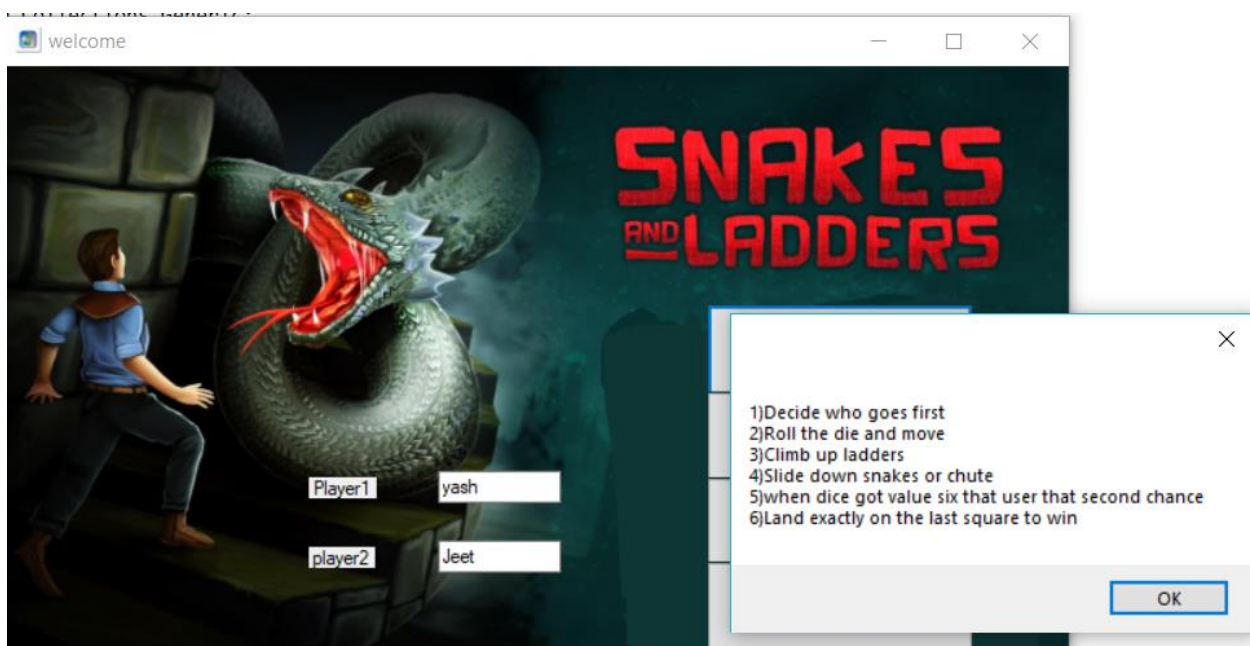 welcome
SNAKES
AND LADDERS
1)Decide who goes first
2)Roll the die and move
3)Climb up ladders
4)Slide down snakes or chute
5)when dice got value six that user that second chance
6)Land exactly on the last square to win
Player1 yash
player2 Jeet
OK